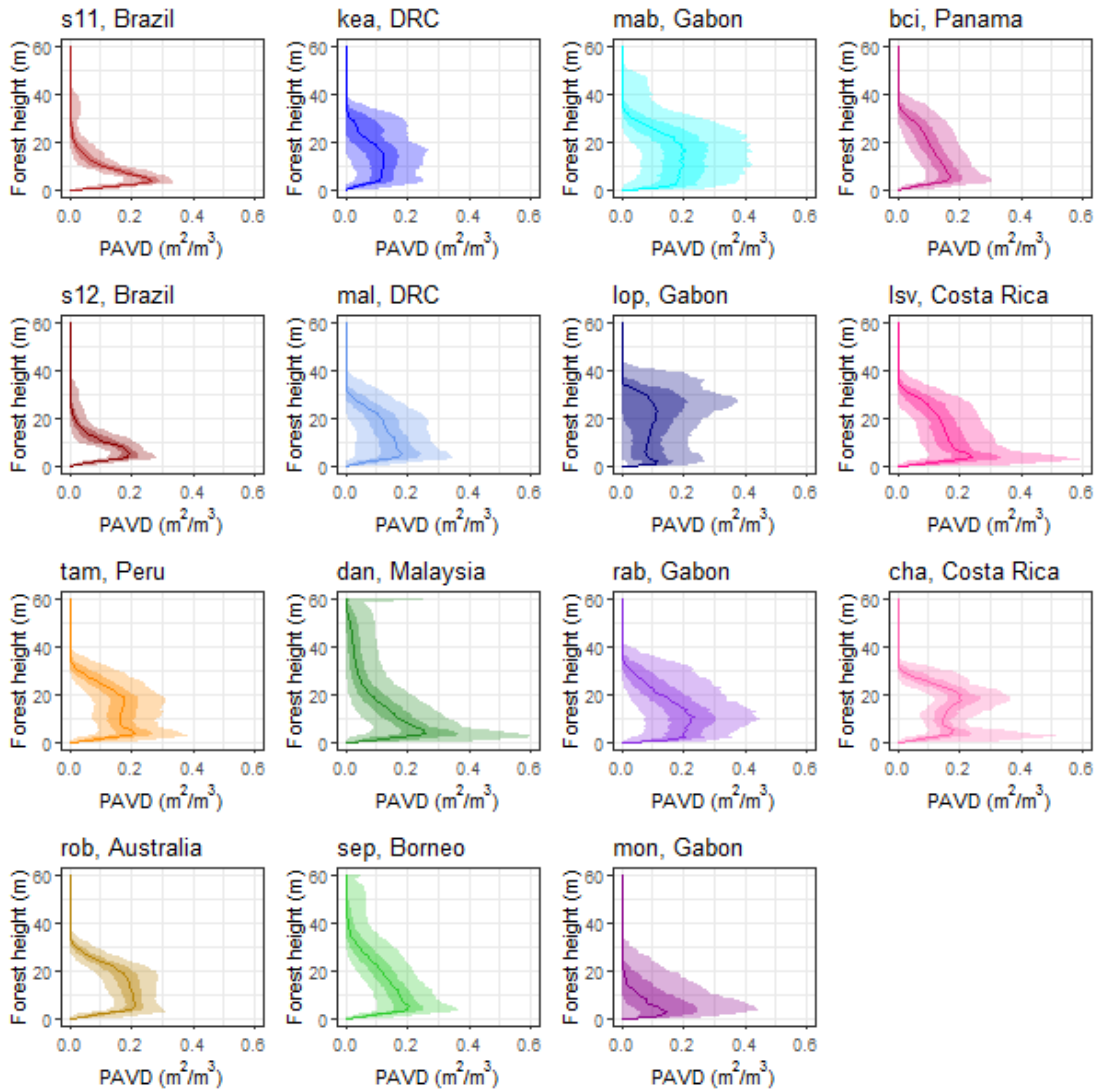 s11, Brazil kea, DRC mab, Gabon bci, Panama
60 60 60 60
40 40 40 40
20 20 20 20
0 0 0 0
Forest height (m) Forest height (m) Forest height (m) Forest height (m)
0.0 0.2 0.4 0.6 0.0 0.2 0.4 0.6 0.0 0.2 0.4 0.6 0.0 0.2 0.4 0.6
PAVD (m²/m³) PAVD (m²/m³) PAVD (m²/m³) PAVD (m²/m³)
s12, Brazil mal, DRC lop, Gabon lsv, Costa Rica
60 60 60 60
40 40 40 40
20 20 20 20
0 0 0 0
Forest height (m) Forest height (m) Forest height (m) Forest height (m)
0.0 0.2 0.4 0.6 0.0 0.2 0.4 0.6 0.0 0.2 0.4 0.6 0.0 0.2 0.4 0.6
PAVD (m²/m³) PAVD (m²/m³) PAVD (m²/m³) PAVD (m²/m³)
tam, Peru dan, Malaysia rab, Gabon cha, Costa Rica
60 60 60 60
40 40 40 40
20 20 20 20
0 0 0 0
Forest height (m) Forest height (m) Forest height (m) Forest height (m)
0.0 0.2 0.4 0.6 0.0 0.2 0.4 0.6 0.0 0.2 0.4 0.6 0.0 0.2 0.4 0.6
PAVD (m²/m³) PAVD (m²/m³) PAVD (m²/m³) PAVD (m²/m³)
rob, Australia sep, Borneo mon, Gabon
60 60 60
40 40 40
20 20 20
0 0 0
Forest height (m) Forest height (m) Forest height (m)
0.0 0.2 0.4 0.6 0.0 0.2 0.4 0.6 0.0 0.2 0.4 0.6
PAVD (m²/m³) PAVD (m²/m³) PAVD (m²/m³)